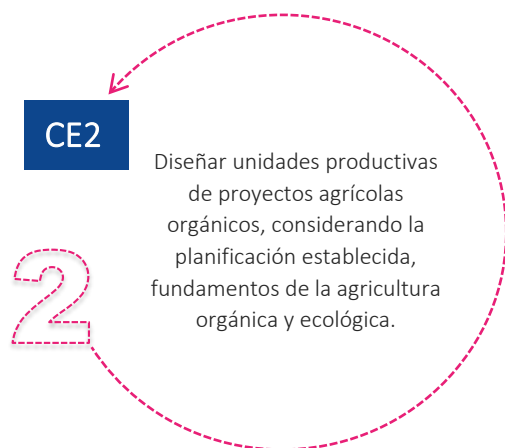 CE2
Diseñar unidades productivas
de proyectos agrícolas
orgánicos, considerando la
planificación establecida,
fundamentos de la agricultura
orgánica y ecológica.
2